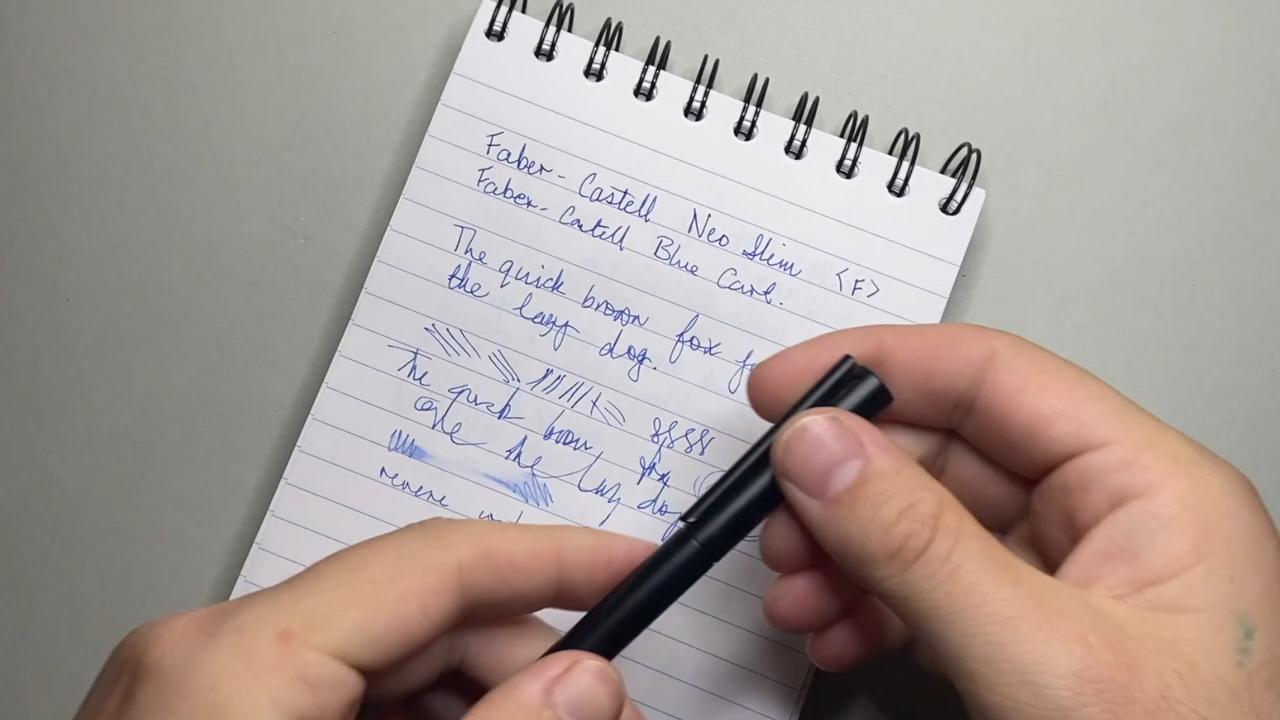 Faber-Castell Neo Slim <F>
Faber-Castell Blue Cart.
The quick brown fox
the lazy dog.
The quick brown fox
over the lazy dog
reverse